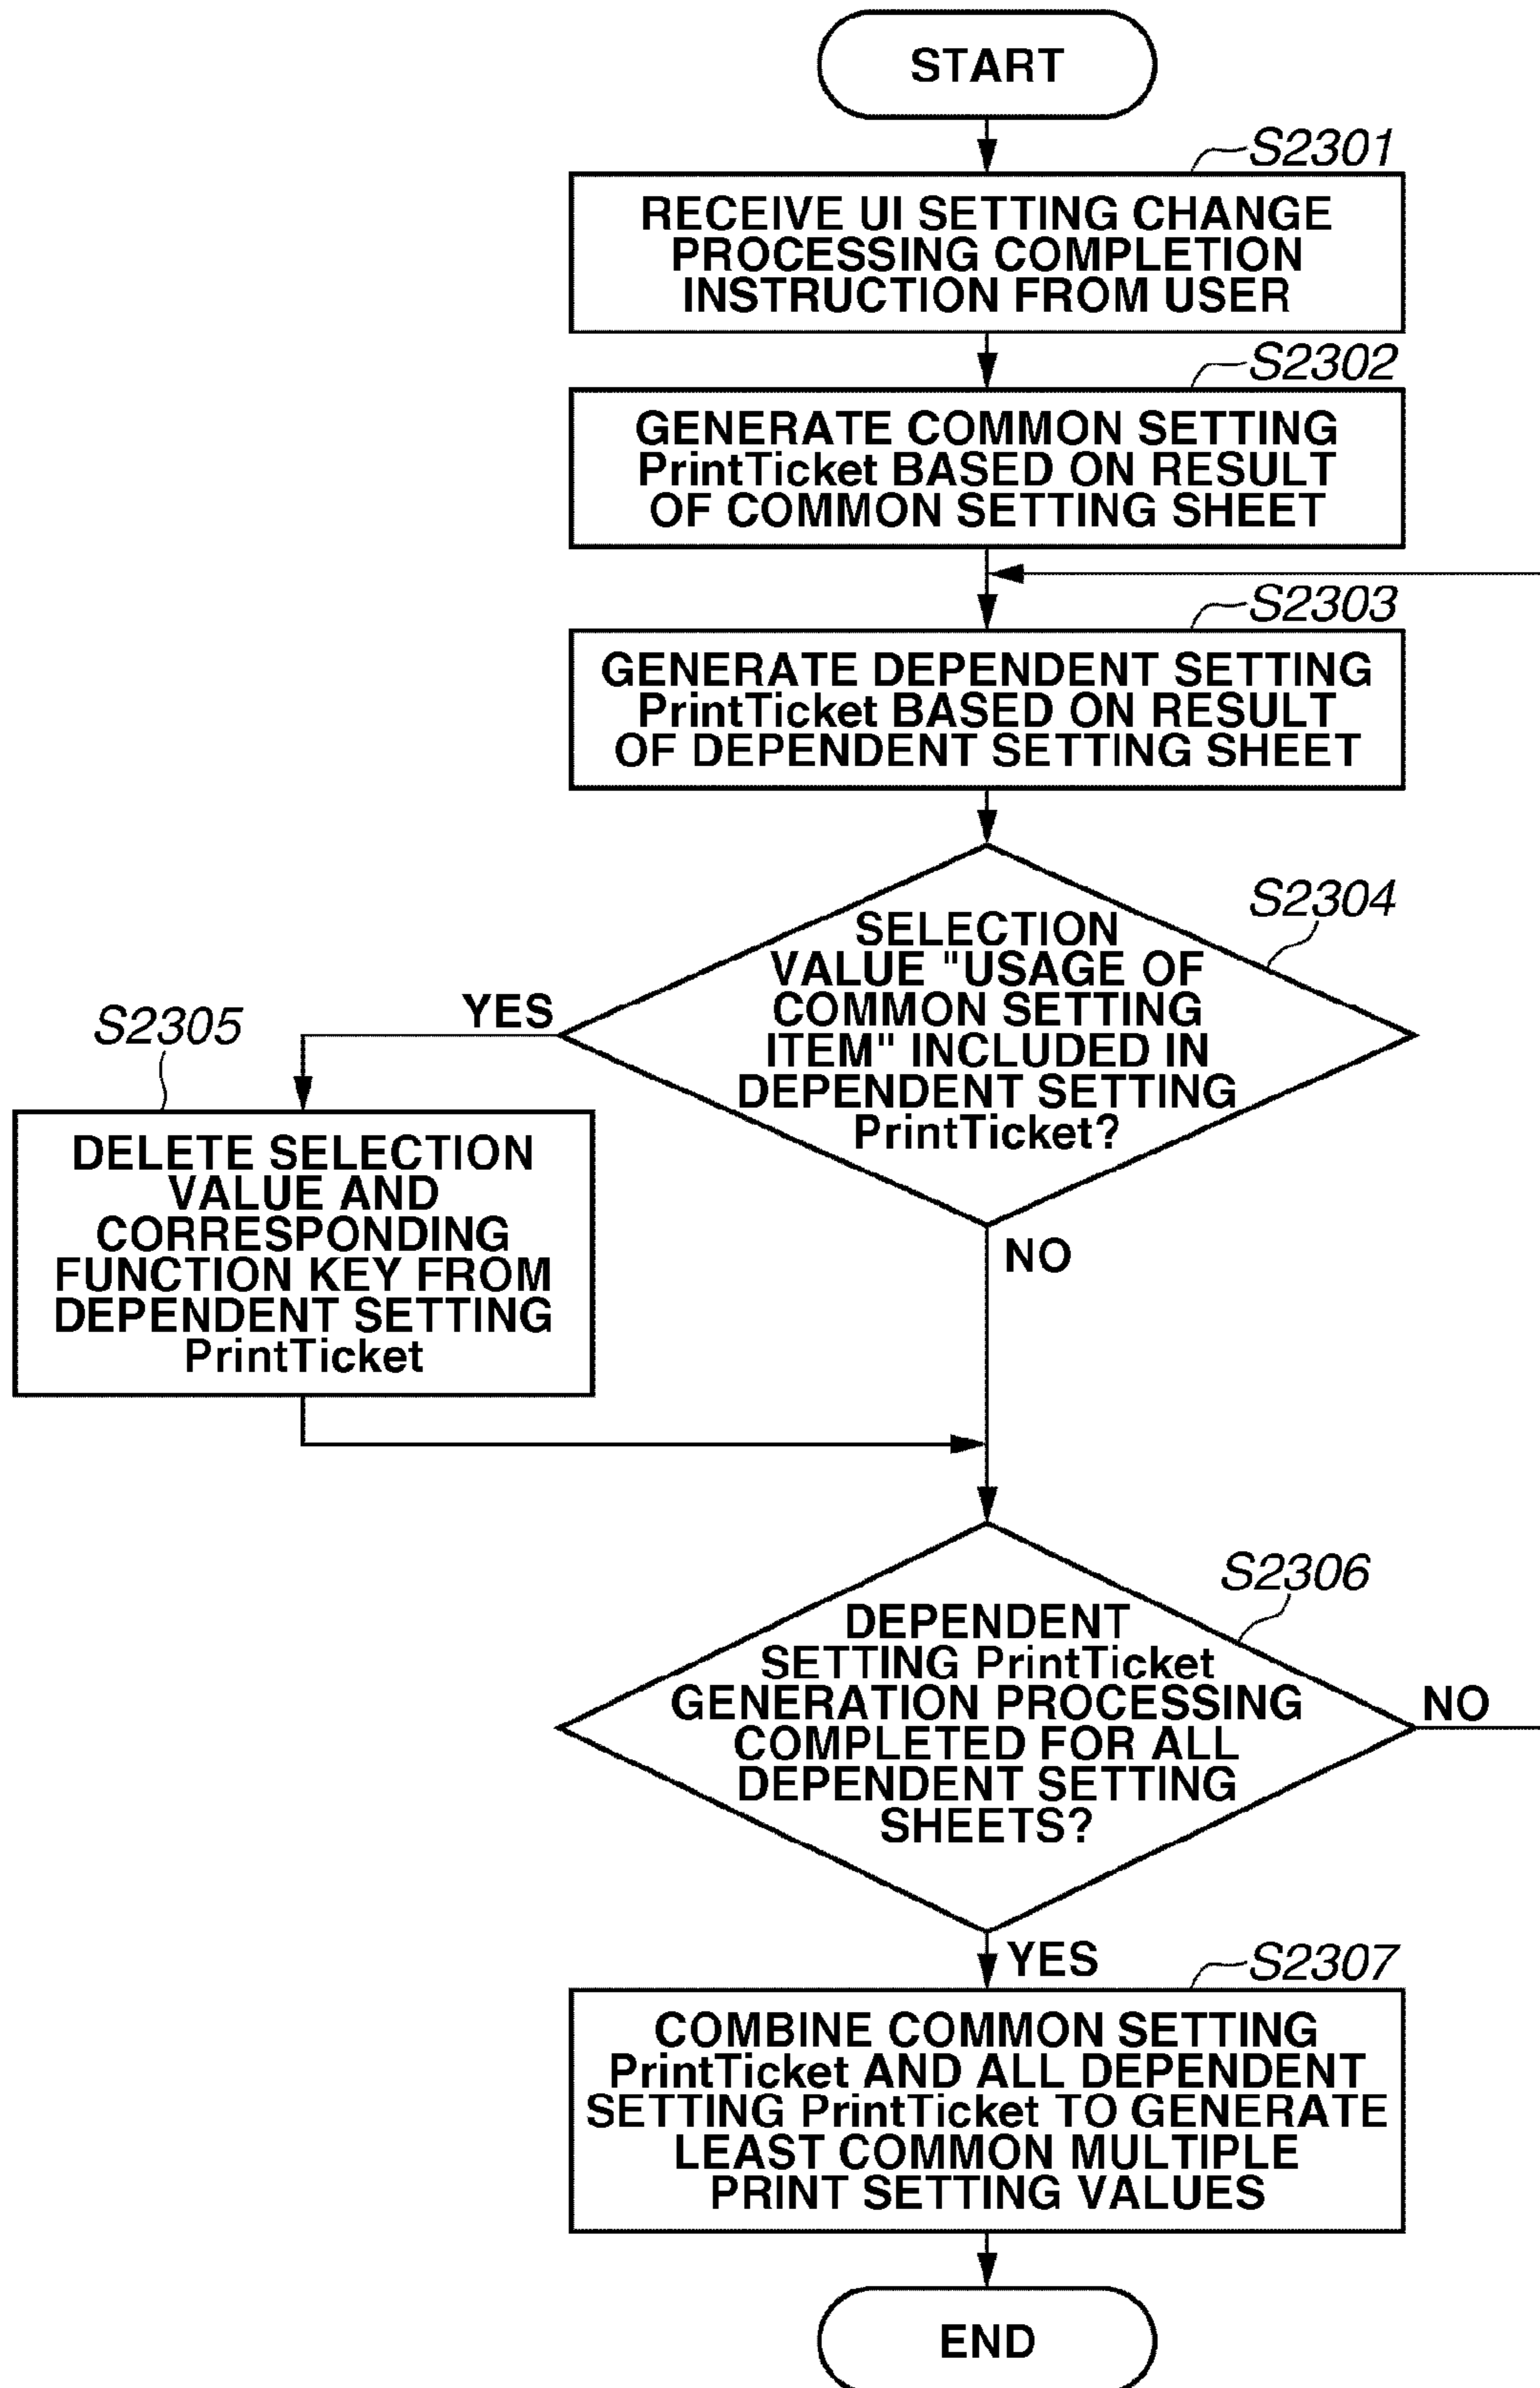 START
S2301
RECEIVE UI SETTING CHANGE
PROCESSING COMPLETION
INSTRUCTION FROM USER
S2302
GENERATE COMMON SETTING
PrintTicket BASED ON RESULT
OF COMMON SETTING SHEET
S2303
GENERATE DEPENDENT SETTING
PrintTicket BASED ON RESULT
OF DEPENDENT SETTING SHEET
S2304
SELECTION
VALUE "USAGE OF
COMMON SETTING
ITEM" INCLUDED IN
DEPENDENT SETTING
PrintTicket?
YES
S2305
DELETE SELECTION
VALUE AND
CORRESPONDING
FUNCTION KEY FROM
DEPENDENT SETTING
PrintTicket
NO
S2306
DEPENDENT
SETTING PrintTicket
GENERATION PROCESSING
COMPLETED FOR ALL
DEPENDENT SETTING
SHEETS?
NO
YES
S2307
COMBINE COMMON SETTING
PrintTicket AND ALL DEPENDENT
SETTING PrintTicket TO GENERATE
LEAST COMMON MULTIPLE
PRINT SETTING VALUES
END